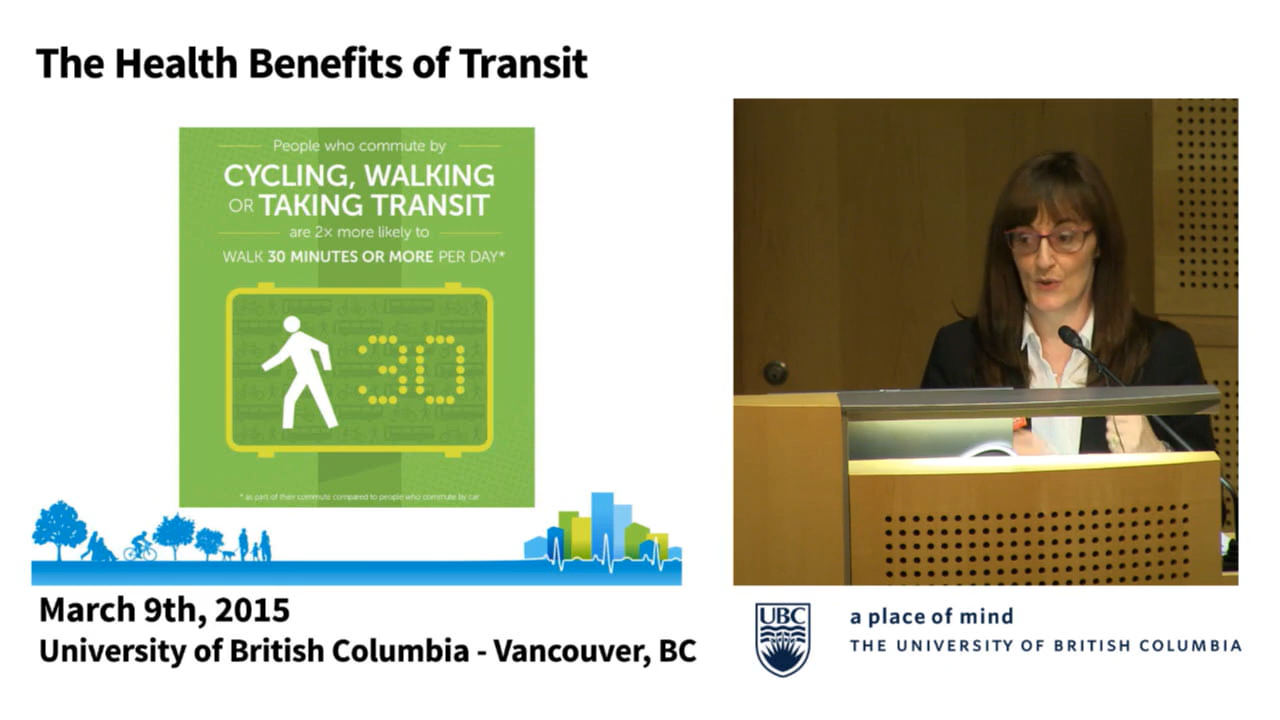 The Health Benefits of Transit
People who commute by
CYCLING, WALKING
OR TAKING TRANSIT
are 2x more likely to
WALK 30 MINUTES OR MORE PER DAY*
30
* as part of their commute compared to people who commute by car
March 9th, 2015
University of British Columbia - Vancouver, BC
UBC
a place of mind
THE UNIVERSITY OF BRITISH COLUMBIA